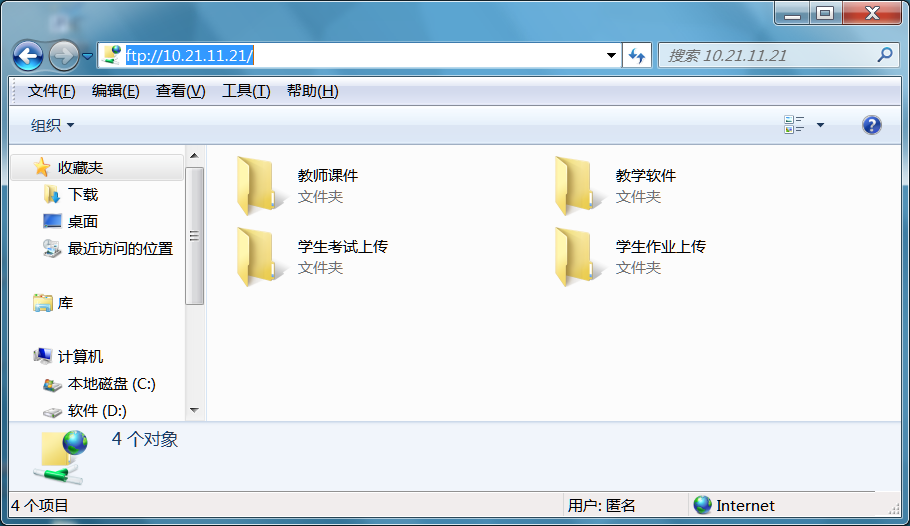 ftp://10.21.11.21/
搜索 10.21.11.21
文件(F) 编辑(E) 查看(V) 工具(T) 帮助(H)
组织
收藏夹
下载
桌面
最近访问的位置
库
计算机
本地磁盘 (C:)
软件 (D:)
教师课件
文件夹
教学软件
文件夹
学生考试上传
文件夹
学生作业上传
文件夹
4 个对象
4 个项目
用户: 匿名
Internet